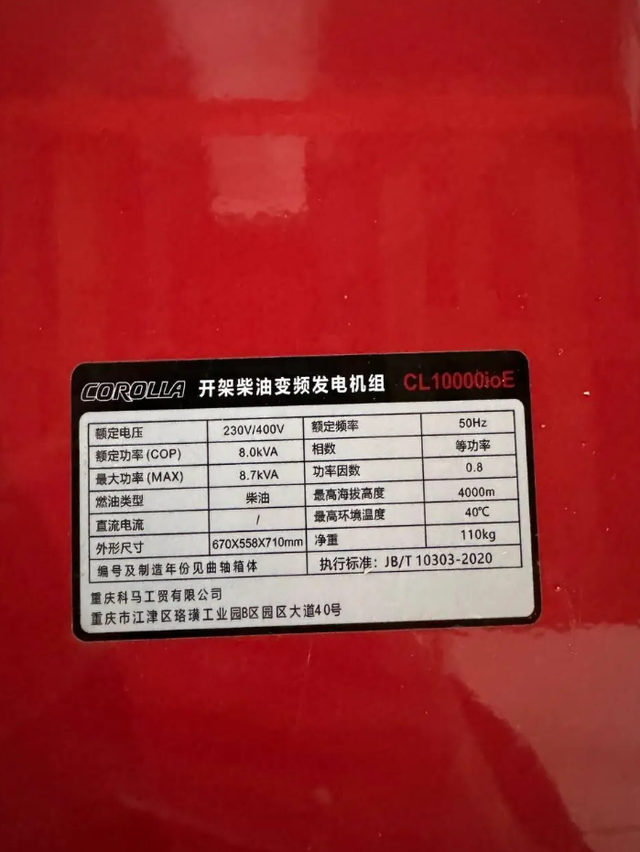 COROLLA 开架柴油变频发电机组 CL10000ioE
额定电压 230V/400V 额定频率 50Hz
额定功率(COP) 8.0kVA 相数 等功率
最大功率(MAX) 8.7kVA 功率因数 0.8
燃油类型 柴油 最高海拔高度 4000m
直流电流 / 最高环境温度 40℃
外形尺寸 670X558X710mm 净重 110kg
编号及制造年份见曲轴箱体 执行标准：JB/T 10303-2020
重庆科马工贸有限公司
重庆市江津区珞璜工业园B区园区大道40号